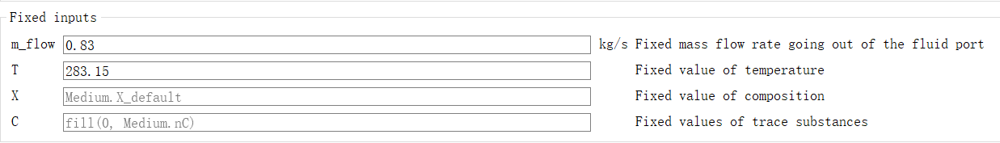 Fixed inputs
m_flow 0.83 kg/s Fixed mass flow rate going out of the fluid port
T 283.15 Fixed value of temperature
X Medium.X_default Fixed value of composition
C fill(0, Medium.nC) Fixed values of trace substances